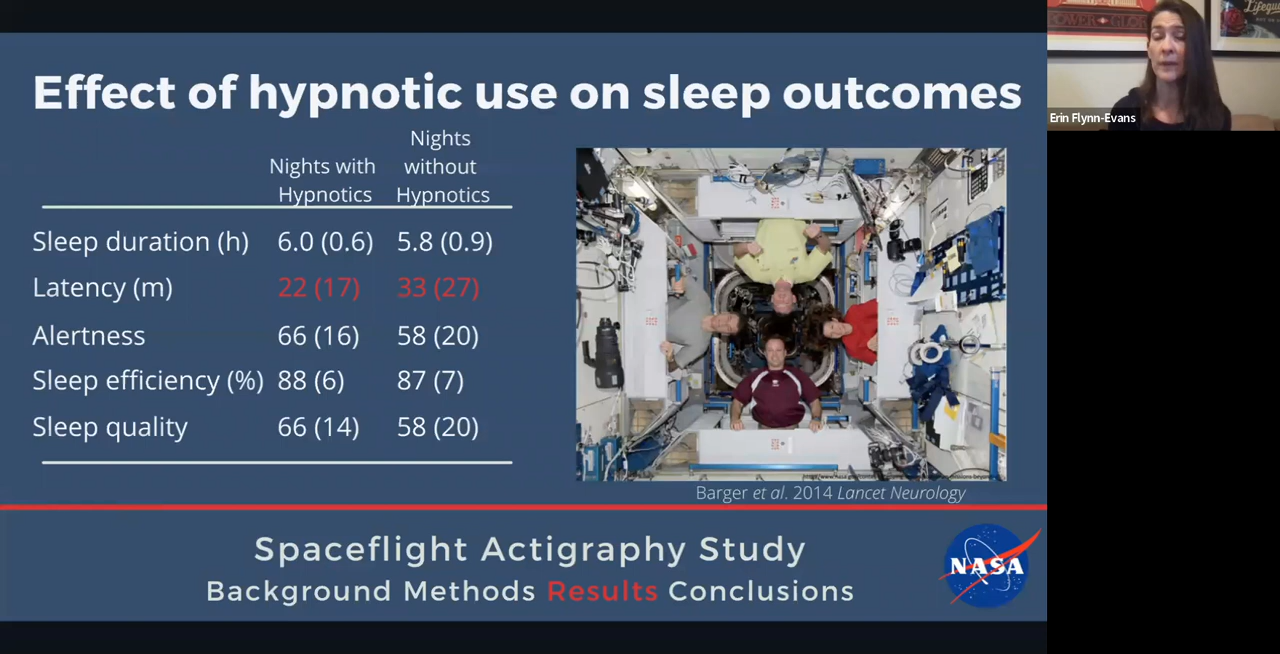 Effect of hypnotic use on sleep outcomes
Nights with
Hypnotics
Nights
without
Hypnotics
Sleep duration (h) 6.0 (0.6) 5.8 (0.9)
Latency (m) 22 (17) 33 (27)
Alertness 66 (16) 58 (20)
Sleep efficiency (%) 88 (6) 87 (7)
Sleep quality 66 (14) 58 (20)
Barger et al. 2014 Lancet Neurology
Spaceflight Actigraphy Study
Background Methods Results Conclusions
NASA
POWER
Lifegua
Erin Flynn-Evans